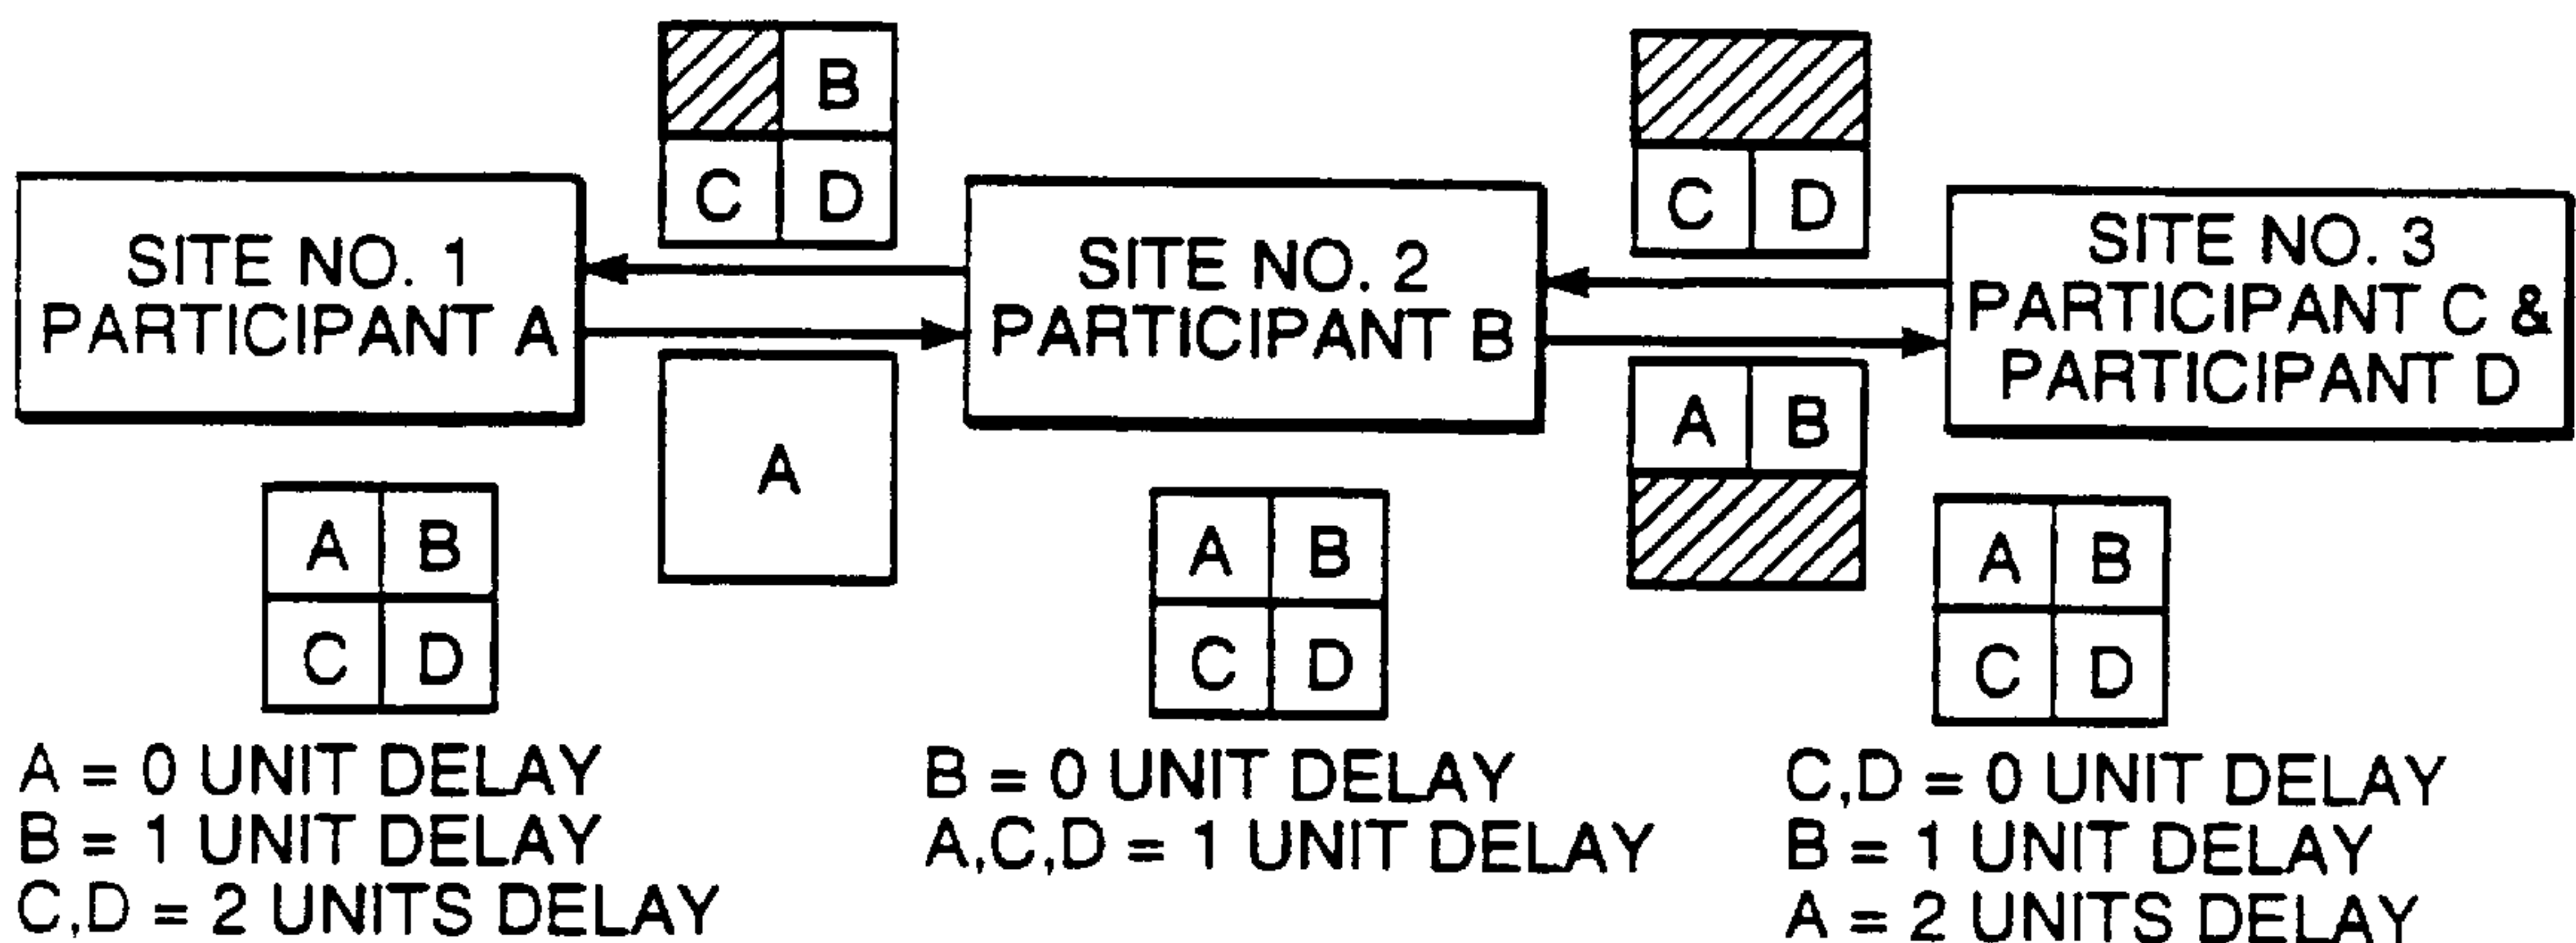 B
C D
C D
SITE NO. 1
PARTICIPANT A
SITE NO. 2
PARTICIPANT B
SITE NO. 3
PARTICIPANT C &
PARTICIPANT D
A
A B
A B
C D
A B
C D
A B
C D
A = 0 UNIT DELAY
B = 1 UNIT DELAY
C,D = 2 UNITS DELAY
B = 0 UNIT DELAY
A,C,D = 1 UNIT DELAY
C,D = 0 UNIT DELAY
B = 1 UNIT DELAY
A = 2 UNITS DELAY